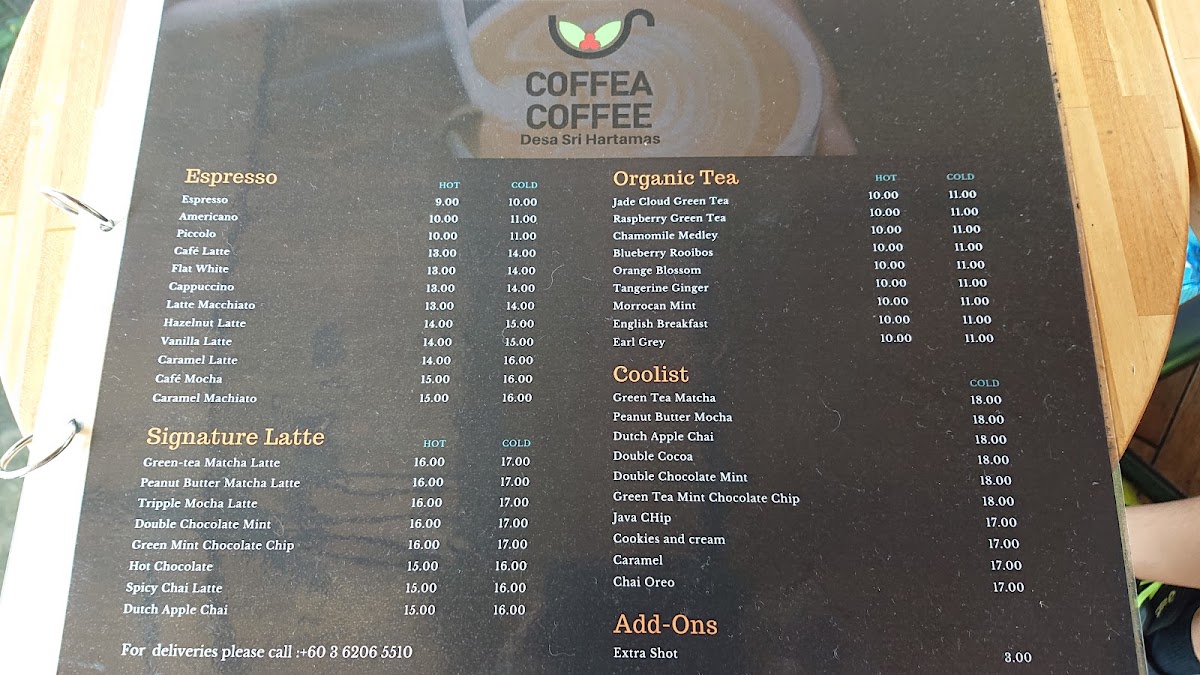 COFFEA
COFFEE
Desa Sri Hartamas
Espresso HOT COLD
Espresso 9.00 10.00
Americano 10.00 11.00
Piccolo 10.00 11.00
Café Latte 13.00 14.00
Flat White 13.00 14.00
Cappuccino 13.00 14.00
Latte Macchiato 13.00 14.00
Hazelnut Latte 14.00 15.00
Vanilla Latte 14.00 15.00
Caramel Latte 14.00 16.00
Café Mocha 15.00 16.00
Caramel Machiato 15.00 16.00
Signature Latte HOT COLD
Green-tea Matcha Latte 16.00 17.00
Peanut Butter Matcha Latte 16.00 17.00
Tripple Mocha Latte 16.00 17.00
Double Chocolate Mint 16.00 17.00
Green Mint Chocolate Chip 16.00 17.00
Hot Chocolate 15.00 16.00
Spicy Chai Latte 15.00 16.00
Dutch Apple Chai 15.00 16.00
For deliveries please call :+60 3 6206 5510
Organic Tea HOT COLD
Jade Cloud Green Tea 10.00 11.00
Raspberry Green Tea 10.00 11.00
Chamomile Medley 10.00 11.00
Blueberry Rooibos 10.00 11.00
Orange Blossom 10.00 11.00
Tangerine Ginger 10.00 11.00
Morrocan Mint 10.00 11.00
English Breakfast 10.00 11.00
Earl Grey 10.00 11.00
Coolist COLD
Green Tea Matcha 18.00
Peanut Butter Mocha 18.00
Dutch Apple Chai 18.00
Double Cocoa 18.00
Double Chocolate Mint 18.00
Green Tea Mint Chocolate Chip 18.00
Java CHip 17.00
Cookies and cream 17.00
Caramel 17.00
Chai Oreo 17.00
Add-Ons
Extra Shot 3.00